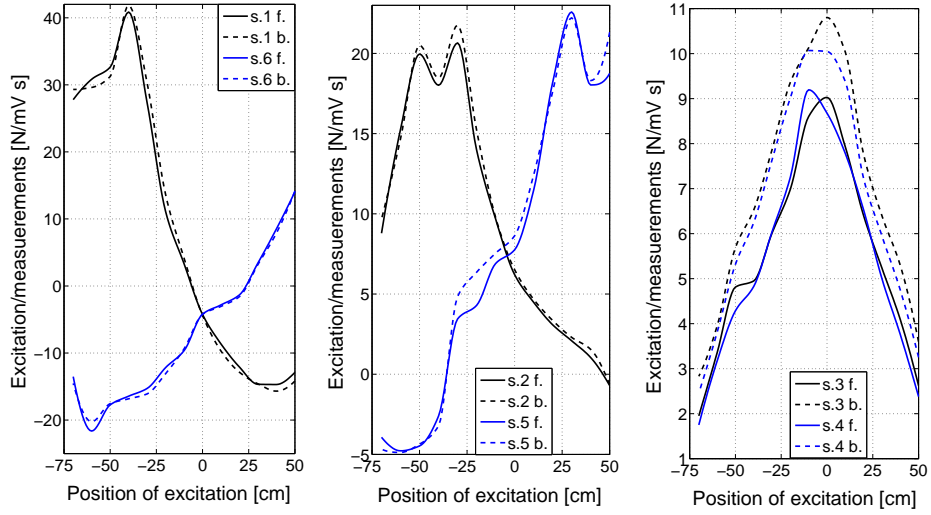 Excitation/measurements [N/mV s]
40
30
20
10
0
−10
−20
−75 −50 −25 0 25 50
Position of excitation [cm]
s.1 f.
s.1 b.
s.6 f.
s.6 b.
Excitation/measuerements [N/mV s]
20
15
10
5
0
−5
−75 −50 −25 0 25 50
Position of excitation [cm]
s.2 f.
s.2 b.
s.5 f.
s.5 b.
Excitation/measuerements [N/mV s]
11
10
9
8
7
6
5
4
3
2
1
−75 −50 −25 0 25 50
Position of excitation [cm]
s.3 f.
s.3 b.
s.4 f.
s.4 b.